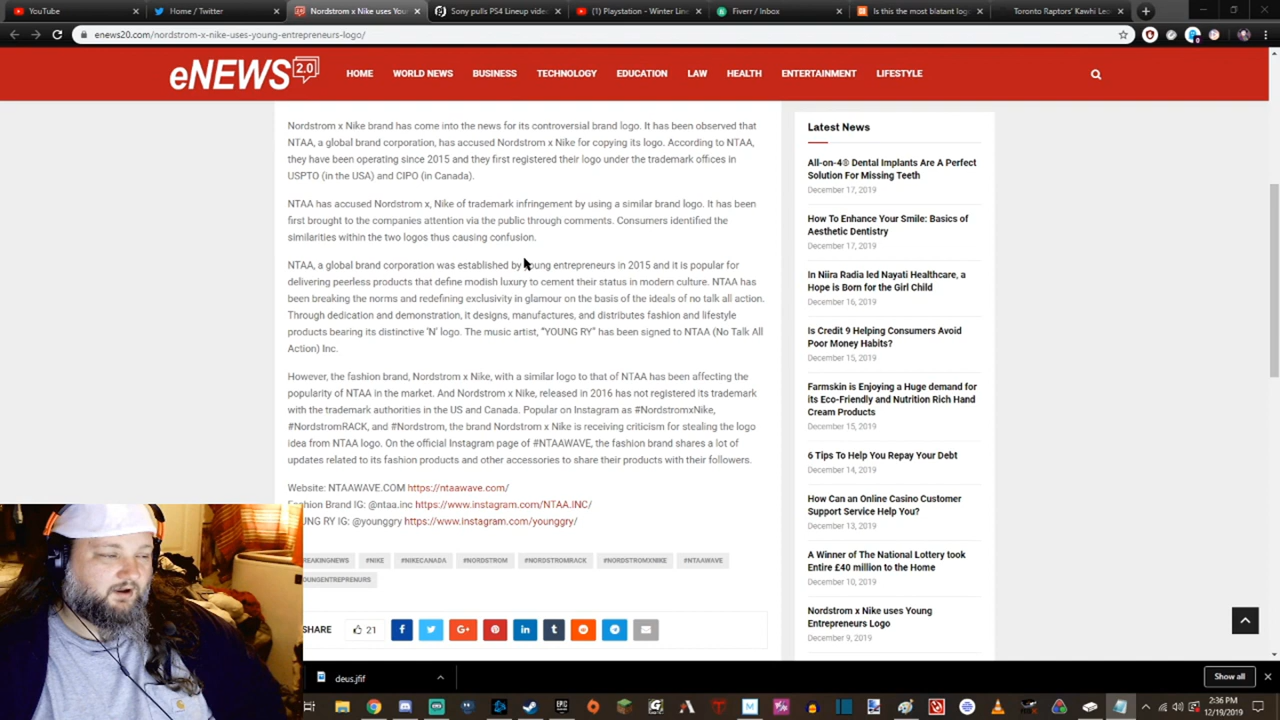 YouTube
Home / Twitter
Nordstrom x Nike uses You
Sony pulls PS4 Lineup vide
(1) Playstation - Winter Lin
Fiverr / Inbox
Is this the most blatant log
Toronto Raptors' Kawhi Le
enews20.com/nordstrom-x-nike-uses-young-entrepreneurs-logo/
eNEWS 2.0
HOME
WORLD NEWS
BUSINESS
TECHNOLOGY
EDUCATION
LAW
HEALTH
ENTERTAINMENT
LIFESTYLE
Nordstrom x Nike brand has come into the news for its controversial brand logo. It has been observed that
NTAA, a global brand corporation, has accused Nordstrom x Nike for copying its logo. According to NTAA,
they have been operating since 2015 and they first registered their logo under the trademark offices in
USPTO (in the USA) and CIPO (in Canada).
NTAA has accused Nordstrom x, Nike of trademark infringement by using a similar brand logo. It has been
first brought to the companies attention via the public through comments. Consumers identified the
similarities within the two logos thus causing confusion.
NTAA, a global brand corporation was established by young entrepreneurs in 2015 and it is popular for
delivering peerless products that define modish luxury to cement their status in modern culture. NTAA has
been breaking the norms and redefining exclusivity in glamour on the basis of the ideals of no talk all action.
Through dedication and demonstration, it designs, manufactures, and distributes fashion and lifestyle
products bearing its distinctive 'N' logo. The music artist, "YOUNG RY" has been signed to NTAA (No Talk All
Action) Inc.
However, the fashion brand, Nordstrom x Nike, with a similar logo to that of NTAA has been affecting the
popularity of NTAA in the market. And Nordstrom x Nike, released in 2016 has not registered its trademark
with the trademark authorities in the US and Canada. Popular on Instagram as #NordstromxNike,
#NordstromRACK, and #Nordstrom, the brand Nordstrom x Nike is receiving criticism for stealing the logo
idea from NTAA logo. On the official Instagram page of #NTAAWAVE, the fashion brand shares a lot of
updates related to its fashion products and other accessories to share their products with their followers.
Website: NTAAWAVE.COM https://ntaawave.com/
ashion Brand IG: @ntaa.inc https://www.instagram.com/NTAA.INC/
NG RY IG: @younggry https://www.instagram.com/younggry/
REAKINGNEWS
#NIKE
#NIKECANADA
#NORDSTROM
#NORDSTROMRACK
#NORDSTROMXNIKE
#NTAAWAVE
OUNGENTREPRENURS
SHARE
21
Latest News
All-on-4® Dental Implants Are A Perfect
Solution For Missing Teeth
December 17, 2019
How To Enhance Your Smile: Basics of
Aesthetic Dentistry
December 17, 2019
In Niira Radia led Nayati Healthcare, a
Hope is Born for the Girl Child
December 16, 2019
Is Credit 9 Helping Consumers Avoid
Poor Money Habits?
December 15, 2019
Farmskin is Enjoying a Huge demand for
its Eco-Friendly and Nutrition Rich Hand
Cream Products
December 15, 2019
6 Tips To Help You Repay Your Debt
December 14, 2019
How Can an Online Casino Customer
Support Service Help You?
December 13, 2019
A Winner of The National Lottery took
Entire £40 million to the Home
December 10, 2019
Nordstrom x Nike uses Young
Entrepreneurs Logo
December 9, 2019
deus.jfif
Show all
2:36 PM
12/19/2019